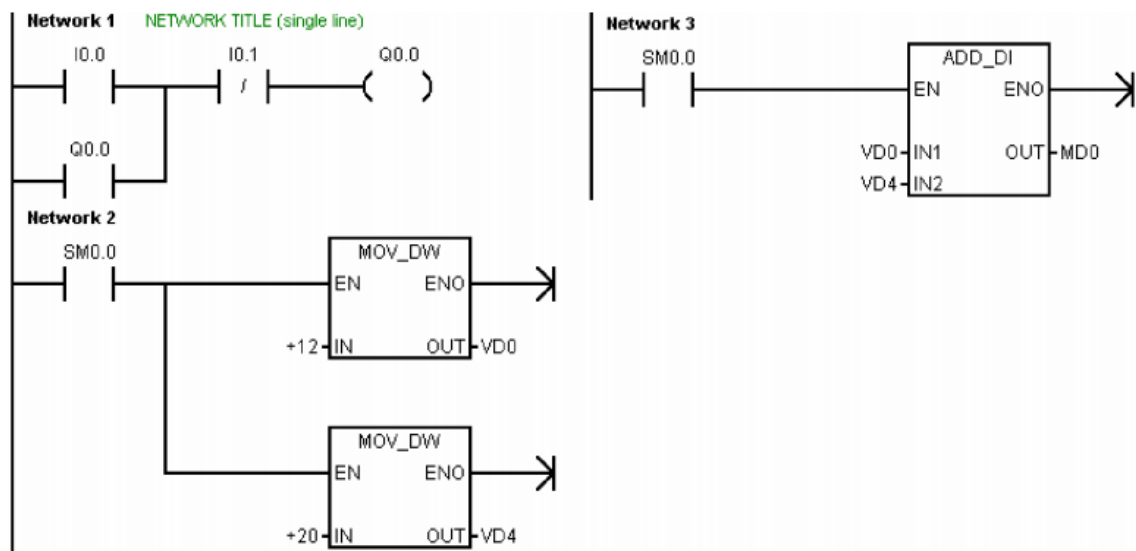 Network 1 NETWORK TITLE (single line)
I0.0 I0.1 Q0.0
/
Q0.0
Network 2
SM0.0
MOV_DW
EN ENO
+12 IN OUT VD0
MOV_DW
EN ENO
+20 IN OUT VD4
Network 3
SM0.0
ADD_DI
EN ENO
VD0 IN1 OUT MD0
VD4 IN2